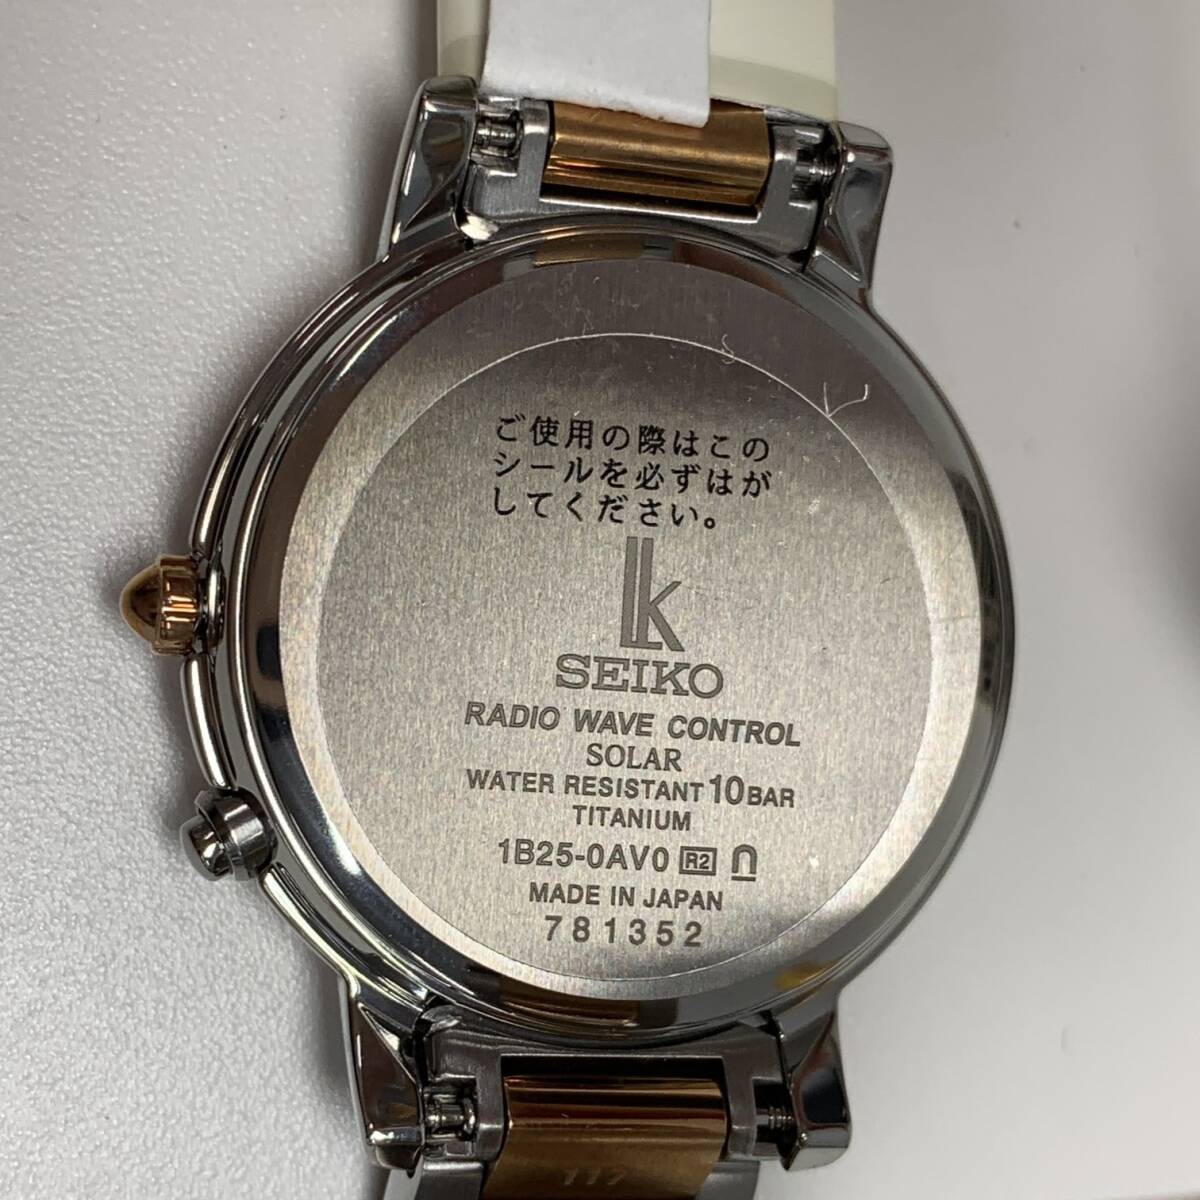 ご使用の際はこの
シールを必ずはが
してください。
LK
SEIKO
RADIO WAVE CONTROL
SOLAR
WATER RESISTANT 10BAR
TITANIUM
1B25-0AV0 R2
MADE IN JAPAN
781352